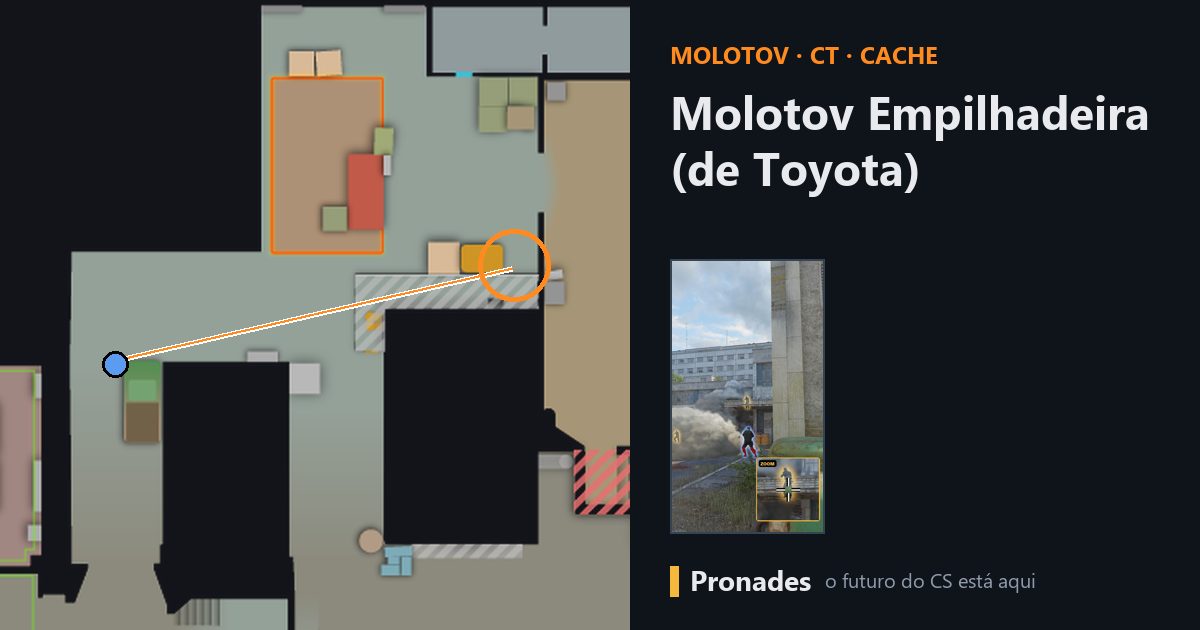 MOLOTOV · CT · CACHE
Molotov Empilhadeira
(de Toyota)
ZOOM
Pronades o futuro do CS está aqui